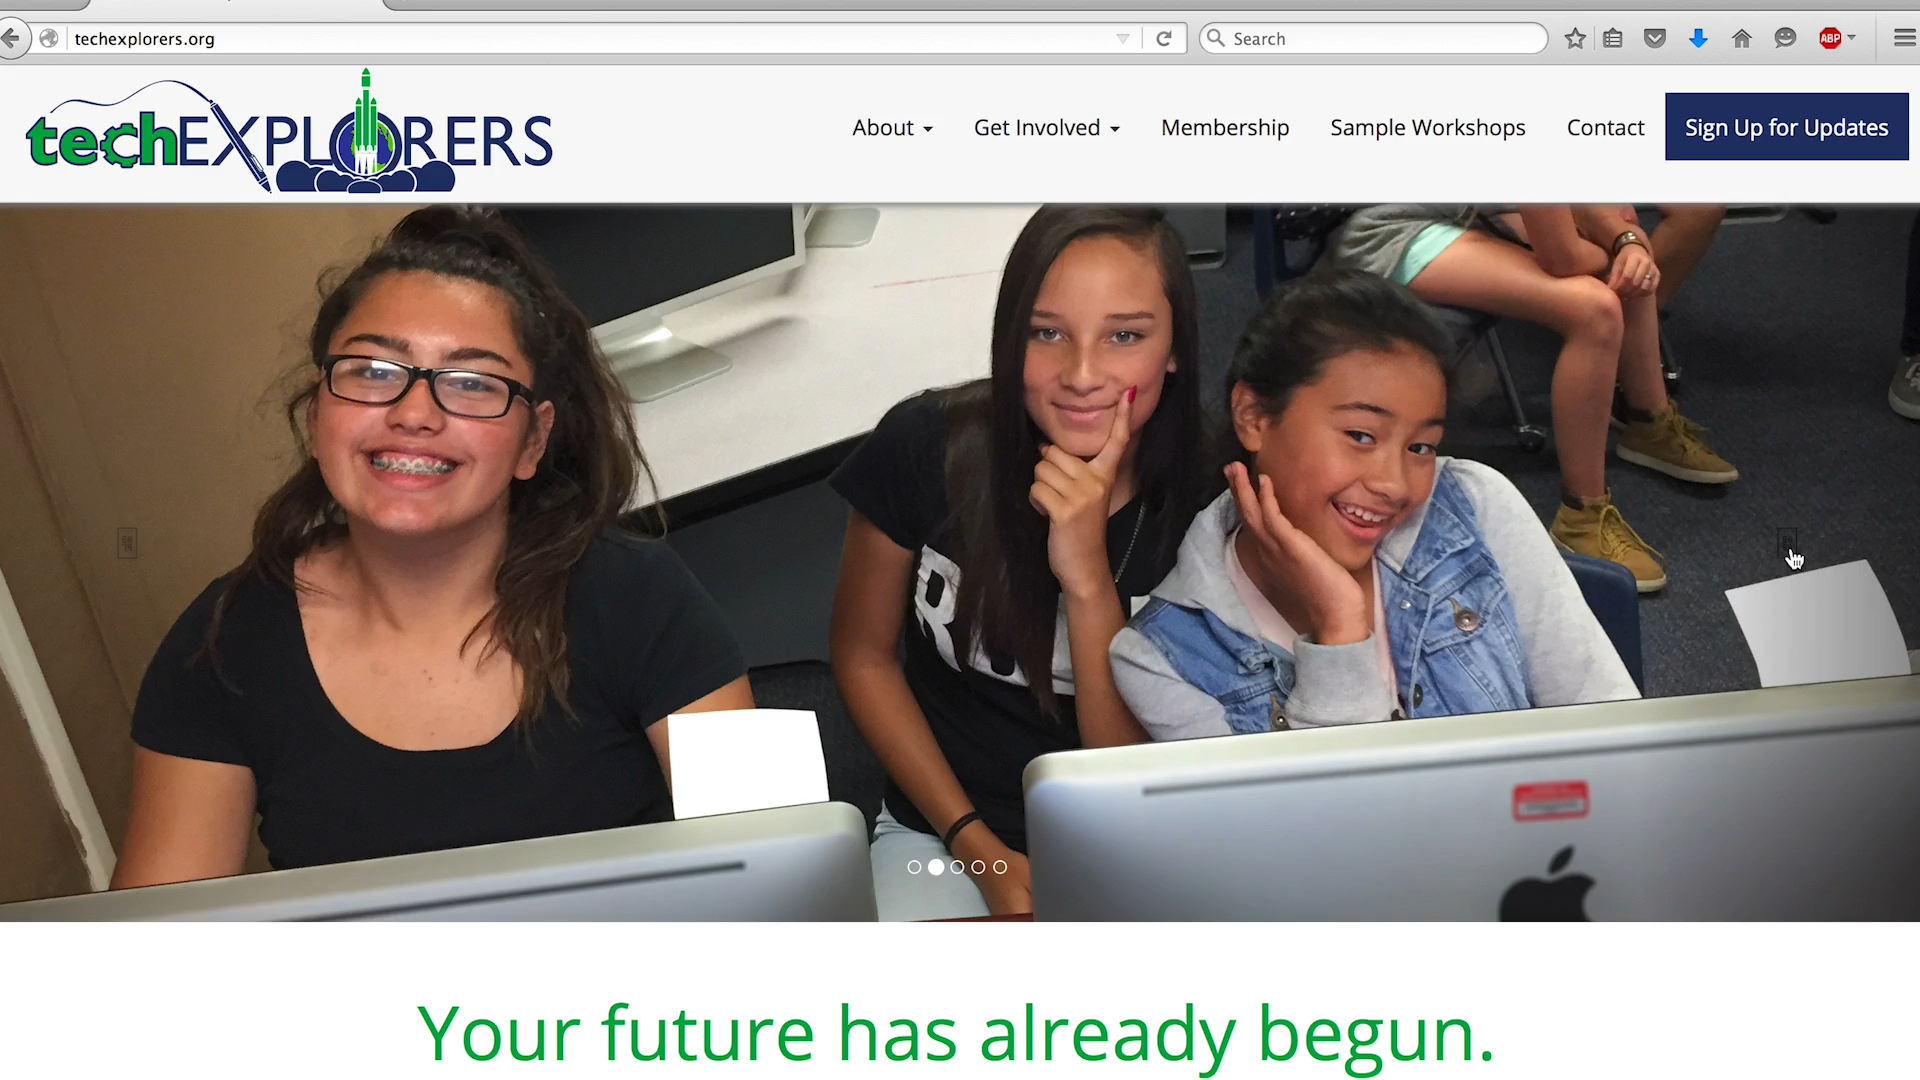 techexplorers.org
Search
ABP
techEXPLORERS
About
Get Involved
Membership
Sample Workshops
Contact
Sign Up for Updates
R
Your future has already begun.